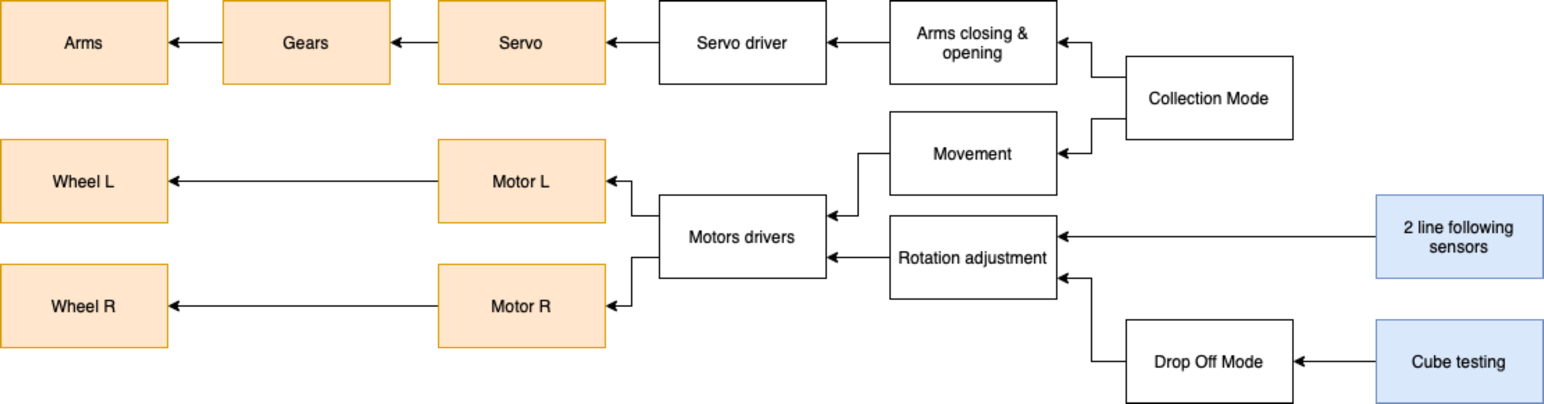 Arms
Gears
Servo
Servo driver
Arms closing &
opening
Collection Mode
Movement
Wheel L
Motor L
Motors drivers
2 line following
sensors
Rotation adjustment
Wheel R
Motor R
Drop Off Mode
Cube testing